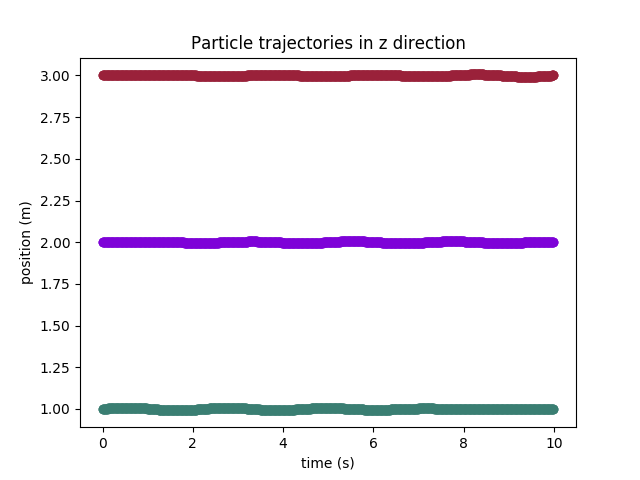 Particle trajectories in z direction
3.00
2.75
2.50
2.25
2.00
1.75
1.50
1.25
1.00
position (m)
0 2 4 6 8 10
time (s)